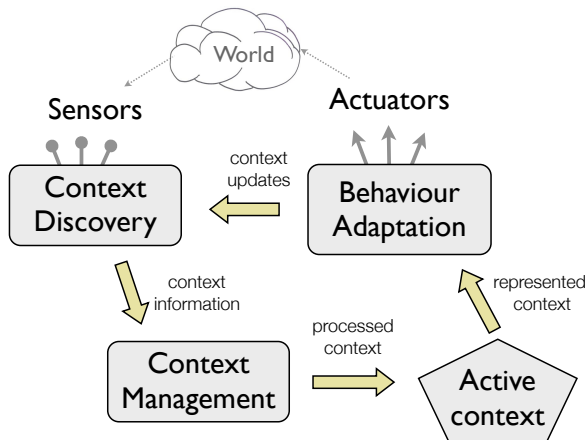 World
Sensors
Actuators
context
updates
Context
Discovery
Behaviour
Adaptation
context
information
represented
context
processed
context
Context
Management
Active
context